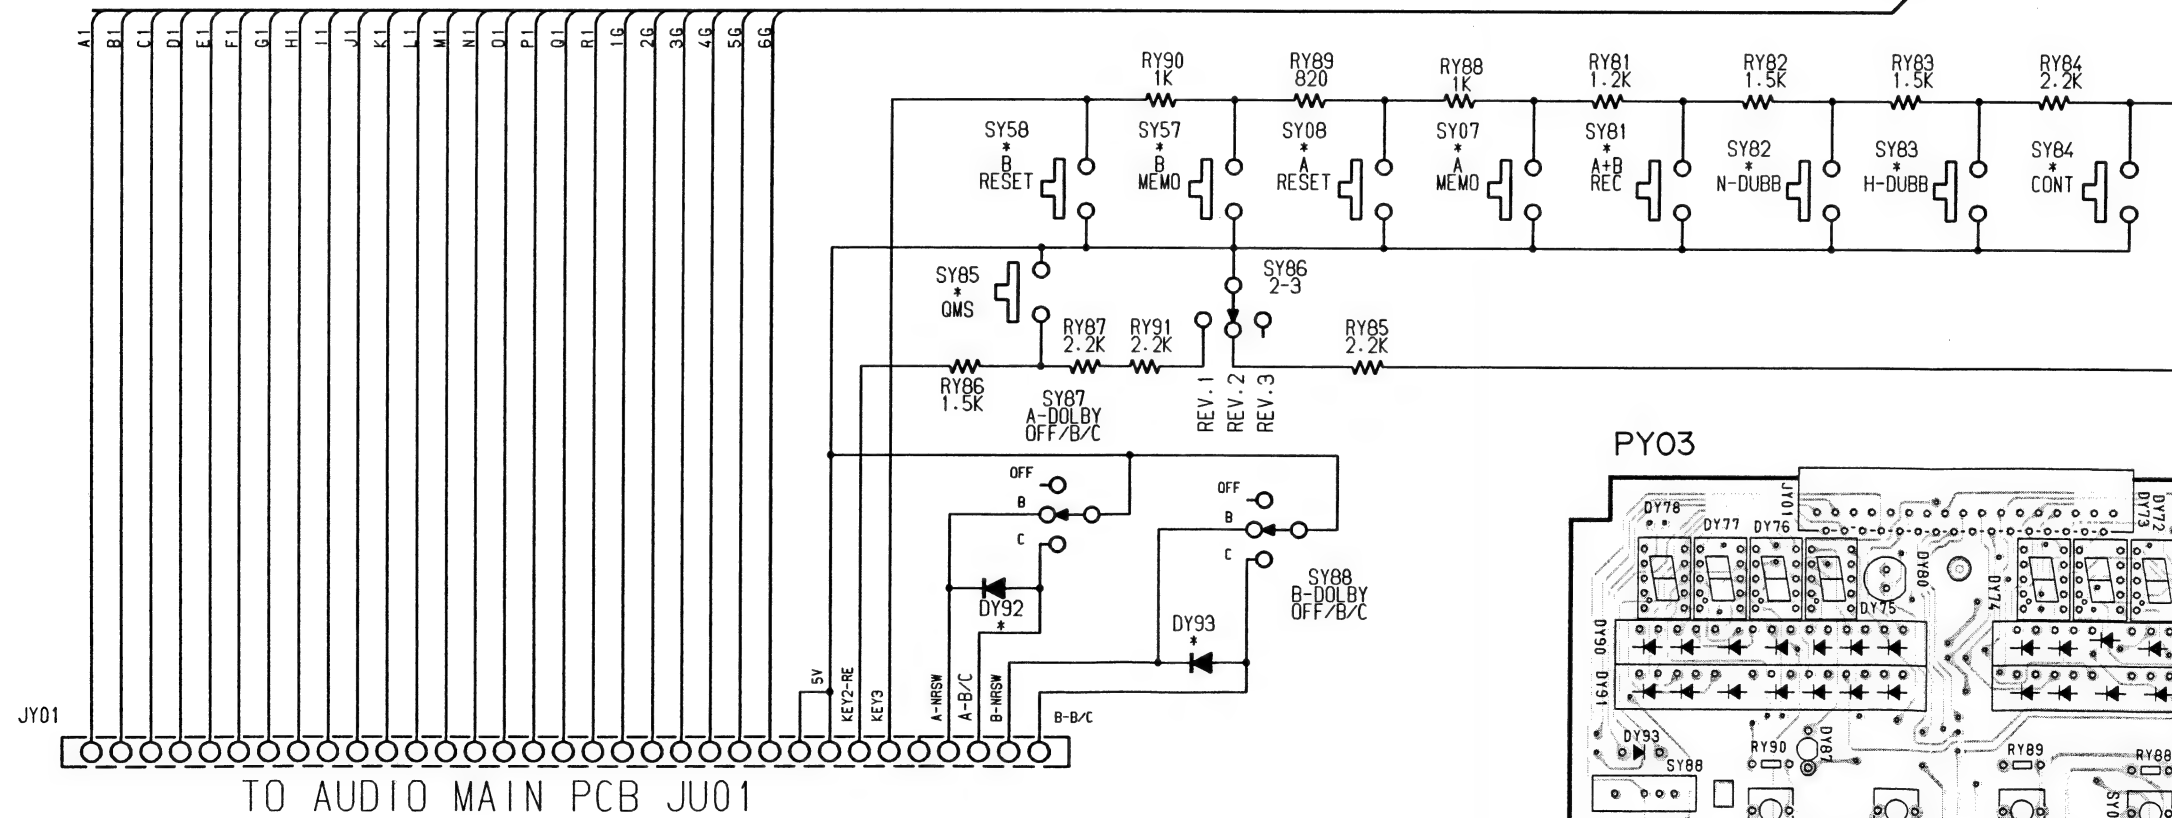 A1
B1
C1
D1
E1
F1
G1
H1
I1
J1
K1
L1
M1
N1
O1
P1
Q1
R1
1G
2G
3G
4G
5G
6G
RY90
1K
RY89
820
RY88
1K
RY81
1.2K
RY82
1.5K
RY83
1.5K
RY84
2.2K
SY58
*
B
RESET
SY57
*
B
MEMO
SY08
*
A
RESET
SY07
*
A
MEMO
SY81
*
A+B
REC
SY82
*
N-DUBB
SY83
*
H-DUBB
SY84
*
CONT
SY85
*
QMS
SY86
2-3
RY87
2.2K
RY91
2.2K
RY85
2.2K
RY86
1.5K
REV.1
REV.2
REV.3
SY87
A-DOLBY
OFF/B/C
OFF
B
C
OFF
B
C
DY92
*
DY93
*
SY88
B-DOLBY
OFF/B/C
5V
KEY2-RE
KEY3
A-NRSW
A-B/C
B-NRSW
B-B/C
JY01
TO AUDIO MAIN PCB JU01
PY03
JY01
DY78
DY77
DY76
DY73
DY72
DY80
DY75
DY74
DY90
DY91
DY93
SY88
RY90
DY87
RY89
RY88